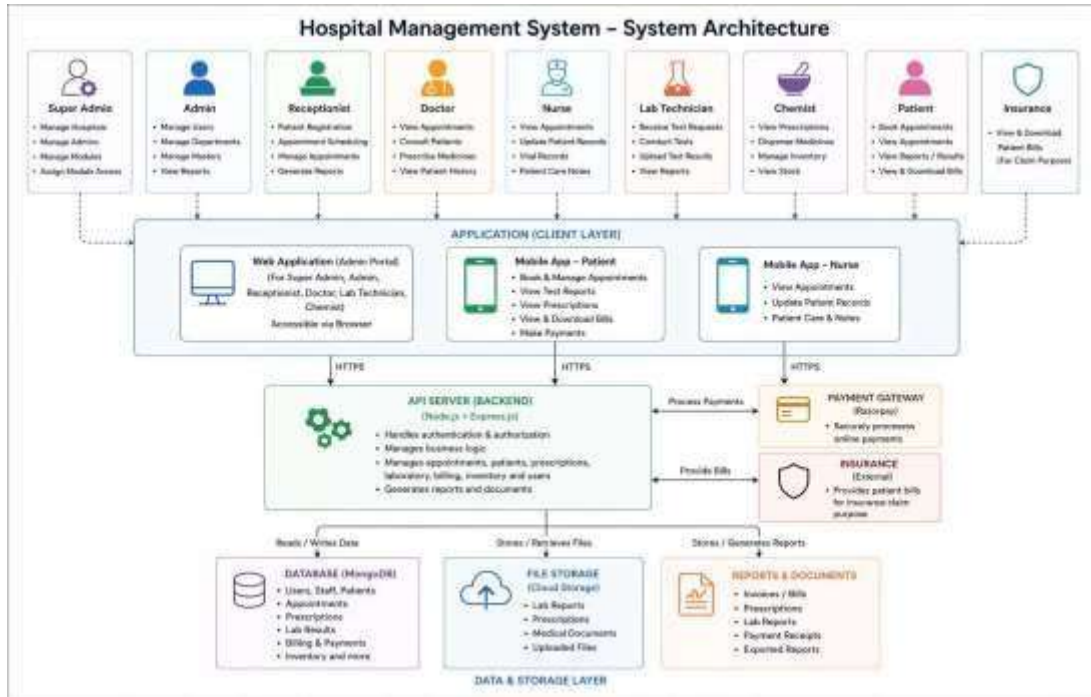 Hospital Management System - System Architecture
Super Admin
• Manage Hospitals
• Manage Admins
• Manage Modules
• Assign Module Access
Admin
• Manage Users
• Manage Departments
• Manage Masters
• View Reports
Receptionist
• Patient Registration
• Appointment Scheduling
• Manage Appointments
• Generate Reports
Doctor
• View Appointments
• Consult Patients
• Prescribe Medicines
• View Patient History
Nurse
• View Appointments
• Update Patient Records
• Vital Records
• Patient Care Notes
Lab Technician
• Receive Test Requests
• Conduct Tests
• Upload Test Results
• View Reports
Chemist
• View Prescriptions
• Dispense Medicines
• Manage Inventory
• View Stock
Patient
• Book Appointments
• View Appointments
• View Reports / Results
• View & Download Bills
Insurance
• View & Download
Patient Bills
(For Claim Purposes)
APPLICATION (CLIENT LAYER)
Web Application (Admin Portal)
(For Super Admin, Admin,
Receptionist, Doctor, Lab Technician,
Chemist)
Accessible via Browser
Mobile App - Patient
• Book & Manage Appointments
• View Test Reports
• View Prescriptions
• View & Download Bills
• Make Payments
Mobile App - Nurse
• View Appointments
• Update Patient Records
• Patient Care & Notes
HTTPS
HTTPS
HTTPS
API SERVER (BACKEND)
(Node.js + Express.js)
• Handles authentication & authorization
• Manages business logic
• Manages appointments, patients, prescriptions,
laboratory, billing, inventory and users
• Generates reports and documents
Process Payments
PAYMENT GATEWAY
(Razorpay)
• Securely processes
online payments
Provide Bills
INSURANCE
(External)
• Provides patient bills
for insurance claim
purpose
Reads / Writes Data
Stores / Retrieves Files
Stores / Generates Reports
DATABASE (MongoDB)
• Users, Staff, Patients
• Appointments
• Prescriptions
• Lab Results
• Billing & Payments
• Inventory and more
FILE STORAGE
(Cloud Storage)
• Lab Reports
• Prescriptions
• Medical Documents
• Uploaded Files
REPORTS & DOCUMENTS
• Invoices / Bills
• Prescriptions
• Lab Reports
• Payment Receipts
• Exported Reports
DATA & STORAGE LAYER